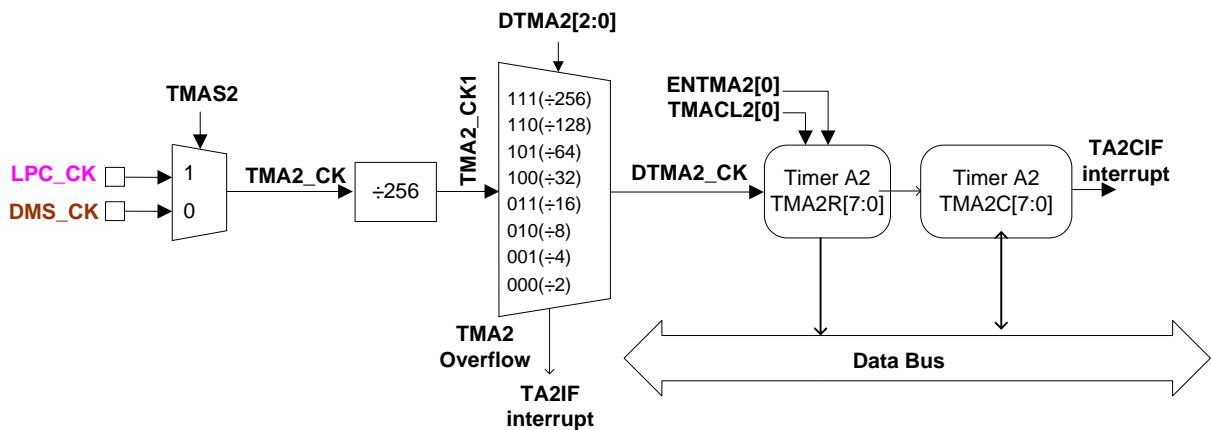 DTMA2[2:0]
TMAS2
LPC_CK
DMS_CK
1
0
TMA2_CK
÷256
TMA2_CK1
111(÷256)
110(÷128)
101(÷64)
100(÷32)
011(÷16)
010(÷8)
001(÷4)
000(÷2)
TMA2
Overflow
TA2IF
interrupt
DTMA2_CK
ENTMA2[0]
TMACL2[0]
Timer A2
TMA2R[7:0]
Timer A2
TMA2C[7:0]
TA2CIF
interrupt
Data Bus